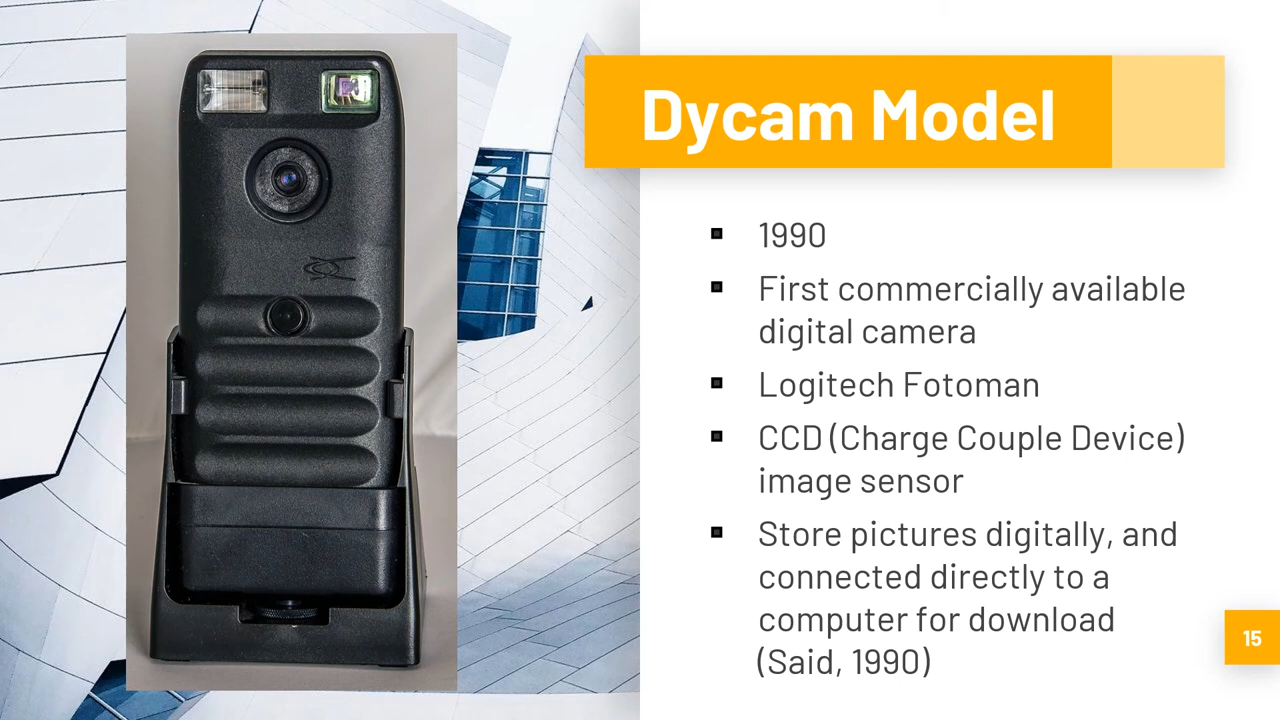 Dycam Model
1990
First commercially available
digital camera
Logitech Fotoman
CCD (Charge Couple Device)
image sensor
Store pictures digitally, and
connected directly to a
computer for download
(Said, 1990)
15